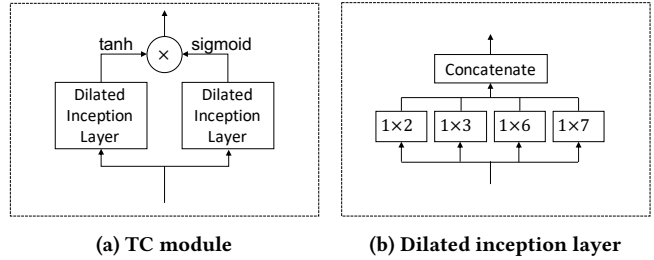 tanh
sigmoid
×
Dilated
Inception
Layer
Dilated
Inception
Layer
(a) TC module
Concatenate
1×2
1×3
1×6
1×7
(b) Dilated inception layer